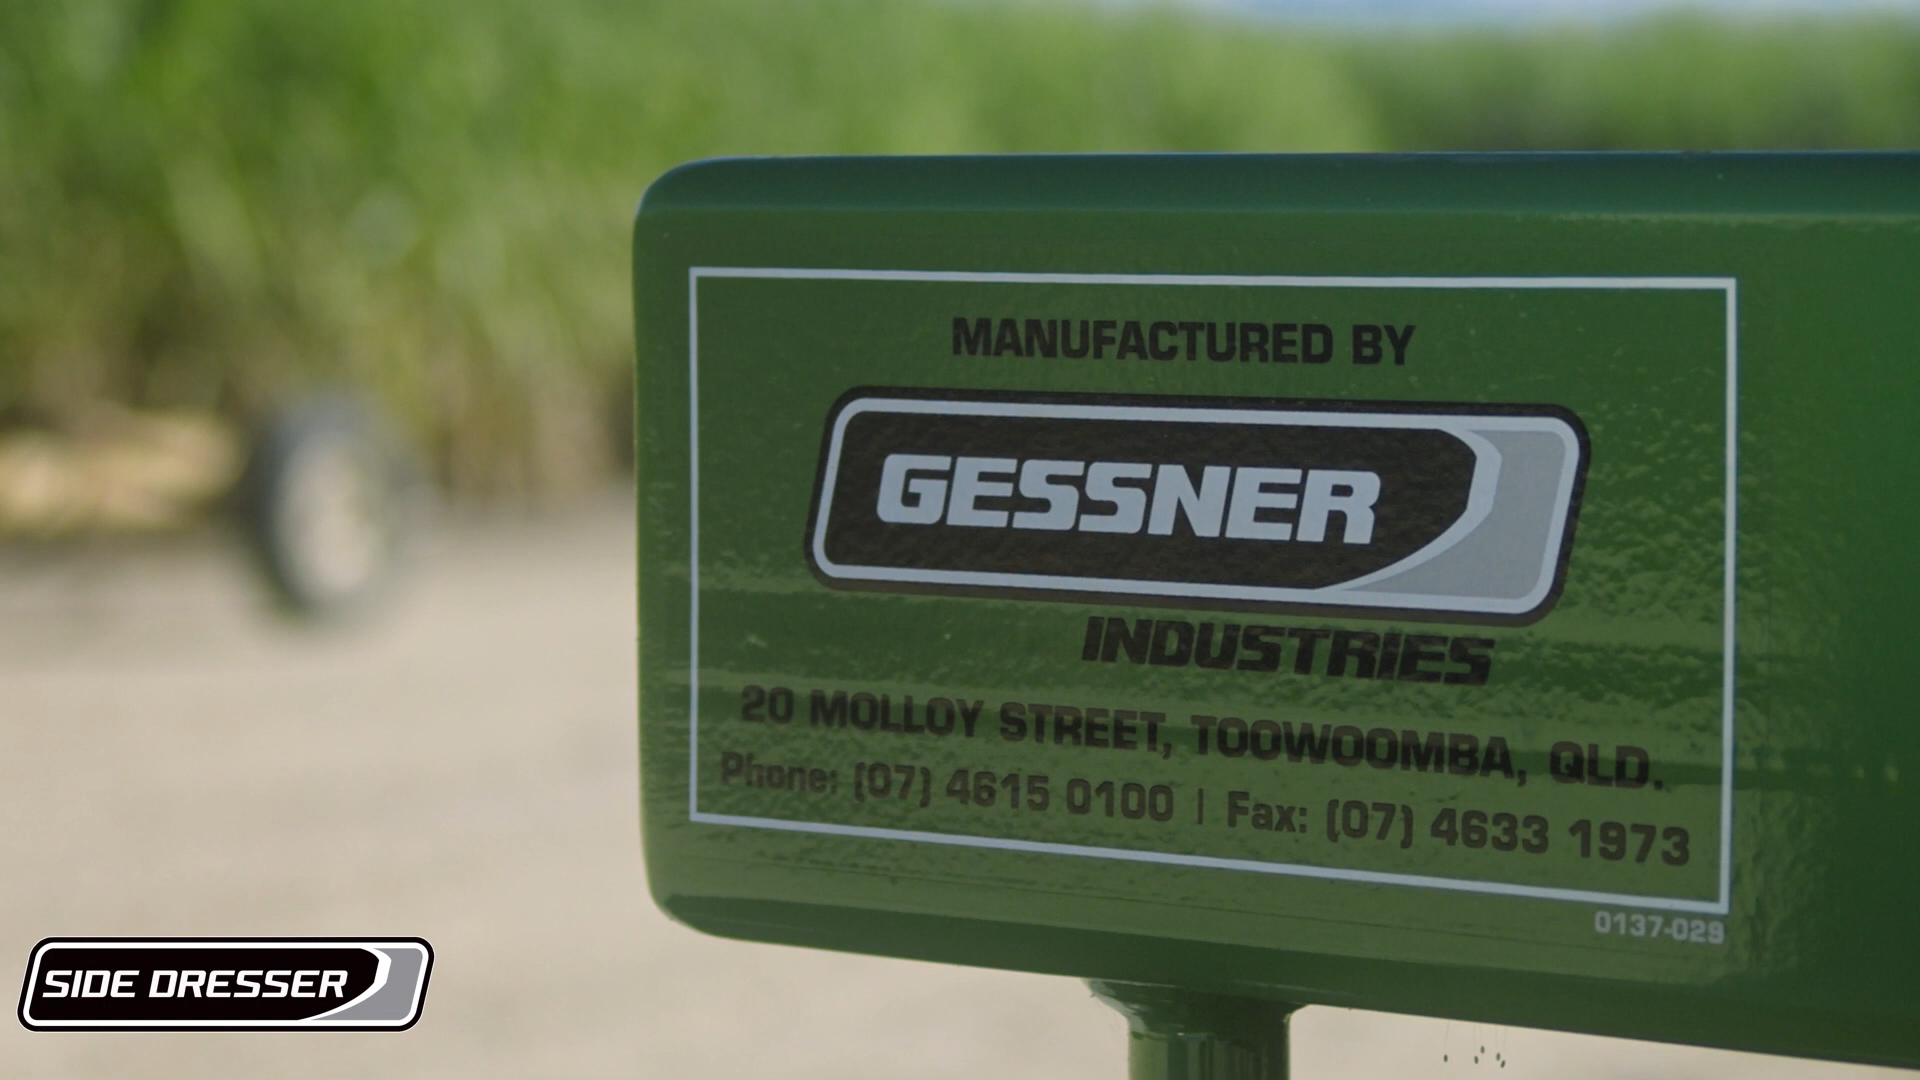 MANUFACTURED BY
GESSNER
INDUSTRIES
20 MOLLOY STREET, TOOWOOMBA, QLD.
Phone: (07) 4615 0100 | Fax: (07) 4633 1973
0137-029
SIDE DRESSER